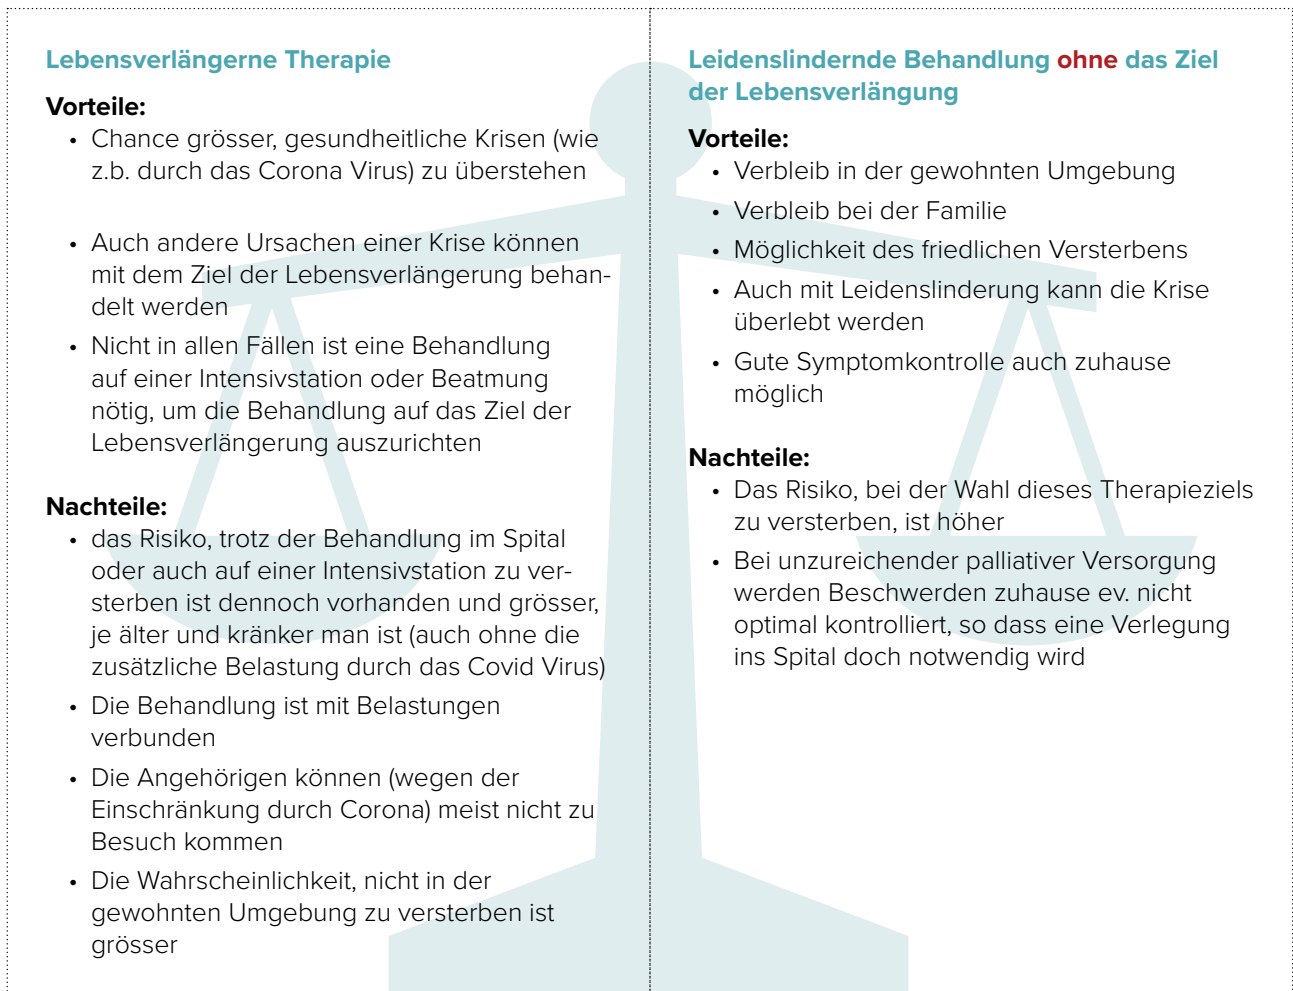 Lebensverlängerne Therapie
Vorteile:
• Chance grösser, gesundheitliche Krisen (wie
z.b. durch das Corona Virus) zu überstehen
• Auch andere Ursachen einer Krise können
mit dem Ziel der Lebensverlängerung behan-
delt werden
• Nicht in allen Fällen ist eine Behandlung
auf einer Intensivstation oder Beatmung
nötig, um die Behandlung auf das Ziel der
Lebensverlängerung auszurichten
Nachteile:
• das Risiko, trotz der Behandlung im Spital
oder auch auf einer Intensivstation zu ver-
sterben ist dennoch vorhanden und grösser,
je älter und kränker man ist (auch ohne die
zusätzliche Belastung durch das Covid Virus)
• Die Behandlung ist mit Belastungen
verbunden
• Die Angehörigen können (wegen der
Einschränkung durch Corona) meist nicht zu
Besuch kommen
• Die Wahrscheinlichkeit, nicht in der
gewohnten Umgebung zu versterben ist
grösser
Leidenslindernde Behandlung ohne das Ziel
der Lebensverlängung
Vorteile:
• Verbleib in der gewohnten Umgebung
• Verbleib bei der Familie
• Möglichkeit des friedlichen Versterbens
• Auch mit Leidenslinderung kann die Krise
überlebt werden
• Gute Symptomkontrolle auch zuhause
möglich
Nachteile:
• Das Risiko, bei der Wahl dieses Therapieziels
zu versterben, ist höher
• Bei unzureichender palliativer Versorgung
werden Beschwerden zuhause ev. nicht
optimal kontrolliert, so dass eine Verlegung
ins Spital doch notwendig wird